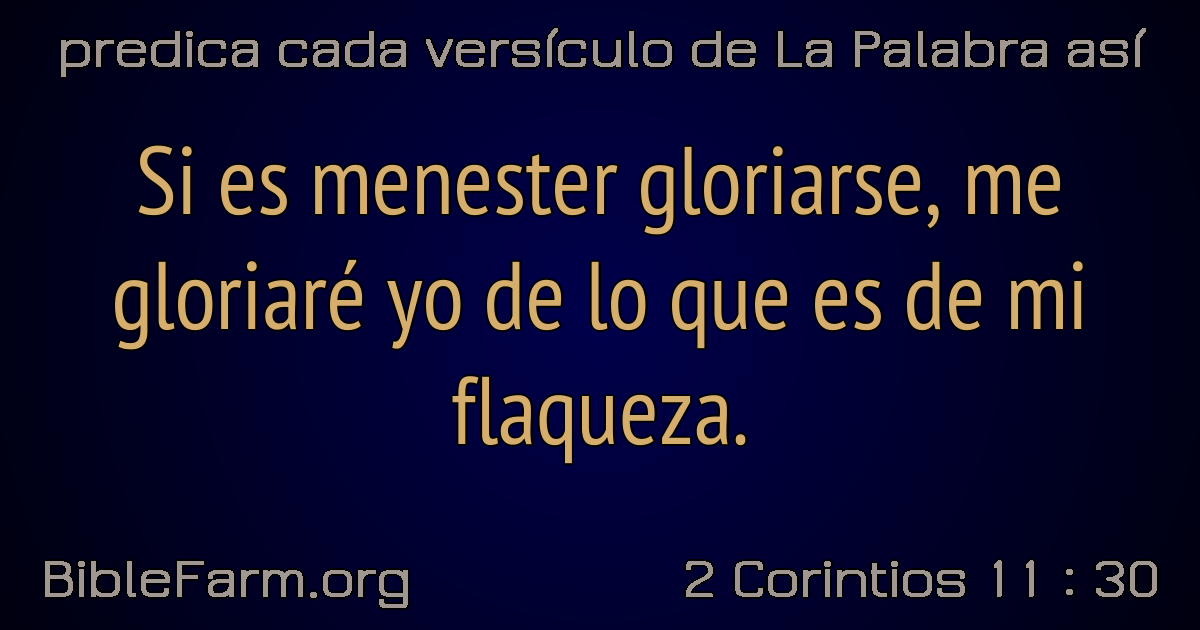 predica cada versículo de La Palabra así
Si es menester gloriarse, me
gloriaré yo de lo que es de mi
flaqueza.
BibleFarm.org
2 Corintios 11 : 30